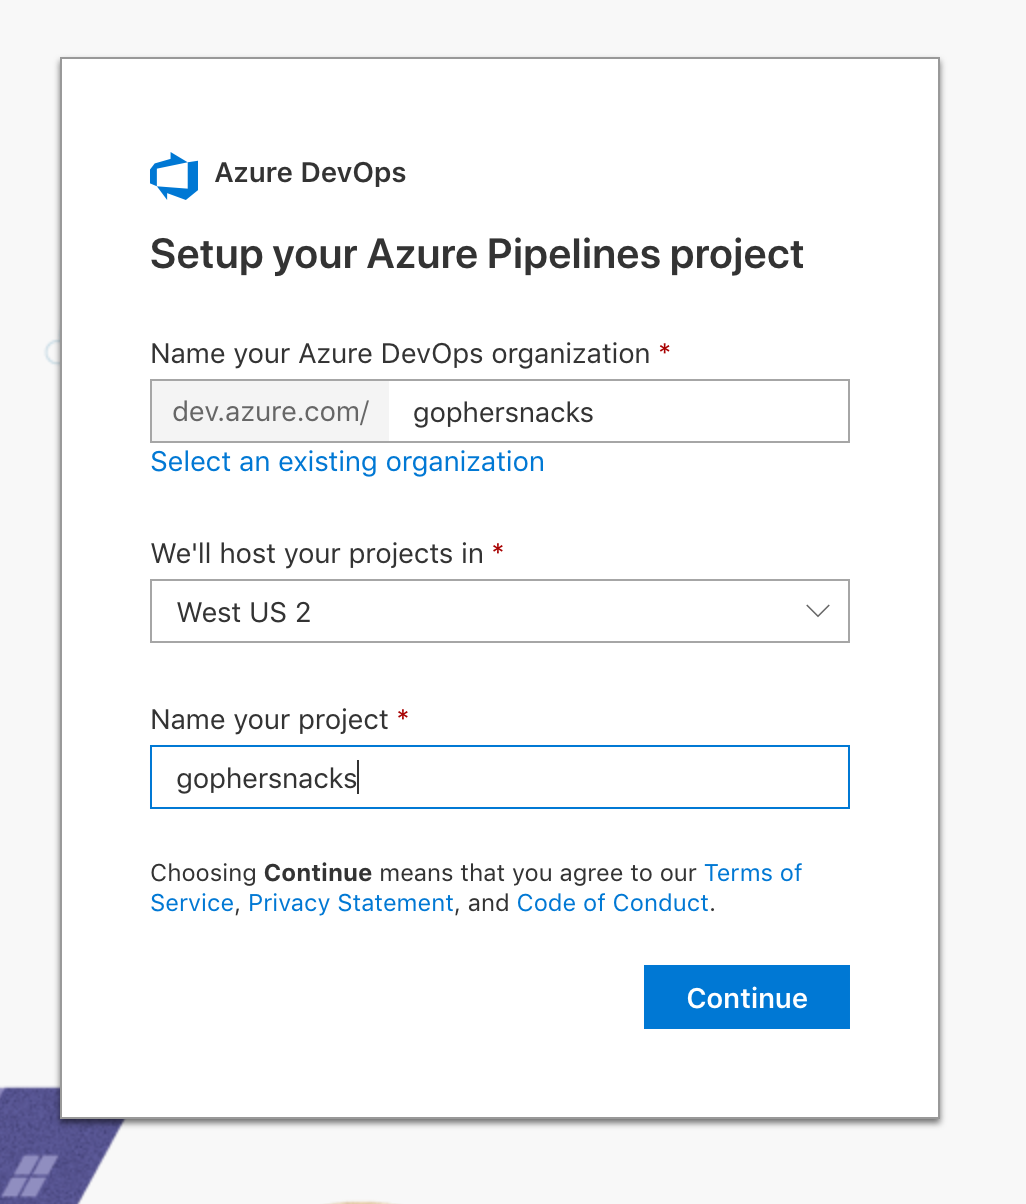 Azure DevOps
Setup your Azure Pipelines project
Name your Azure DevOps organization *
dev.azure.com/ gophersnacks
Select an existing organization
We'll host your projects in *
West US 2
Name your project *
gophersnacks
Choosing Continue means that you agree to our Terms of
Service, Privacy Statement, and Code of Conduct.
Continue